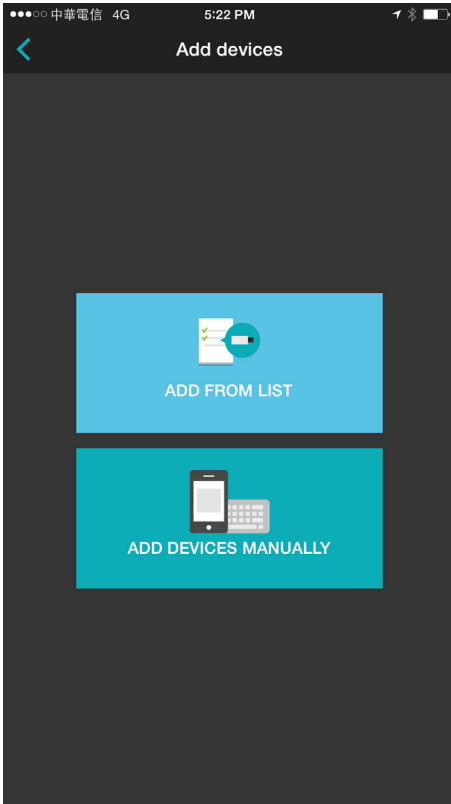 中華電信 4G 5:22 PM
Add devices
ADD FROM LIST
ADD DEVICES MANUALLY